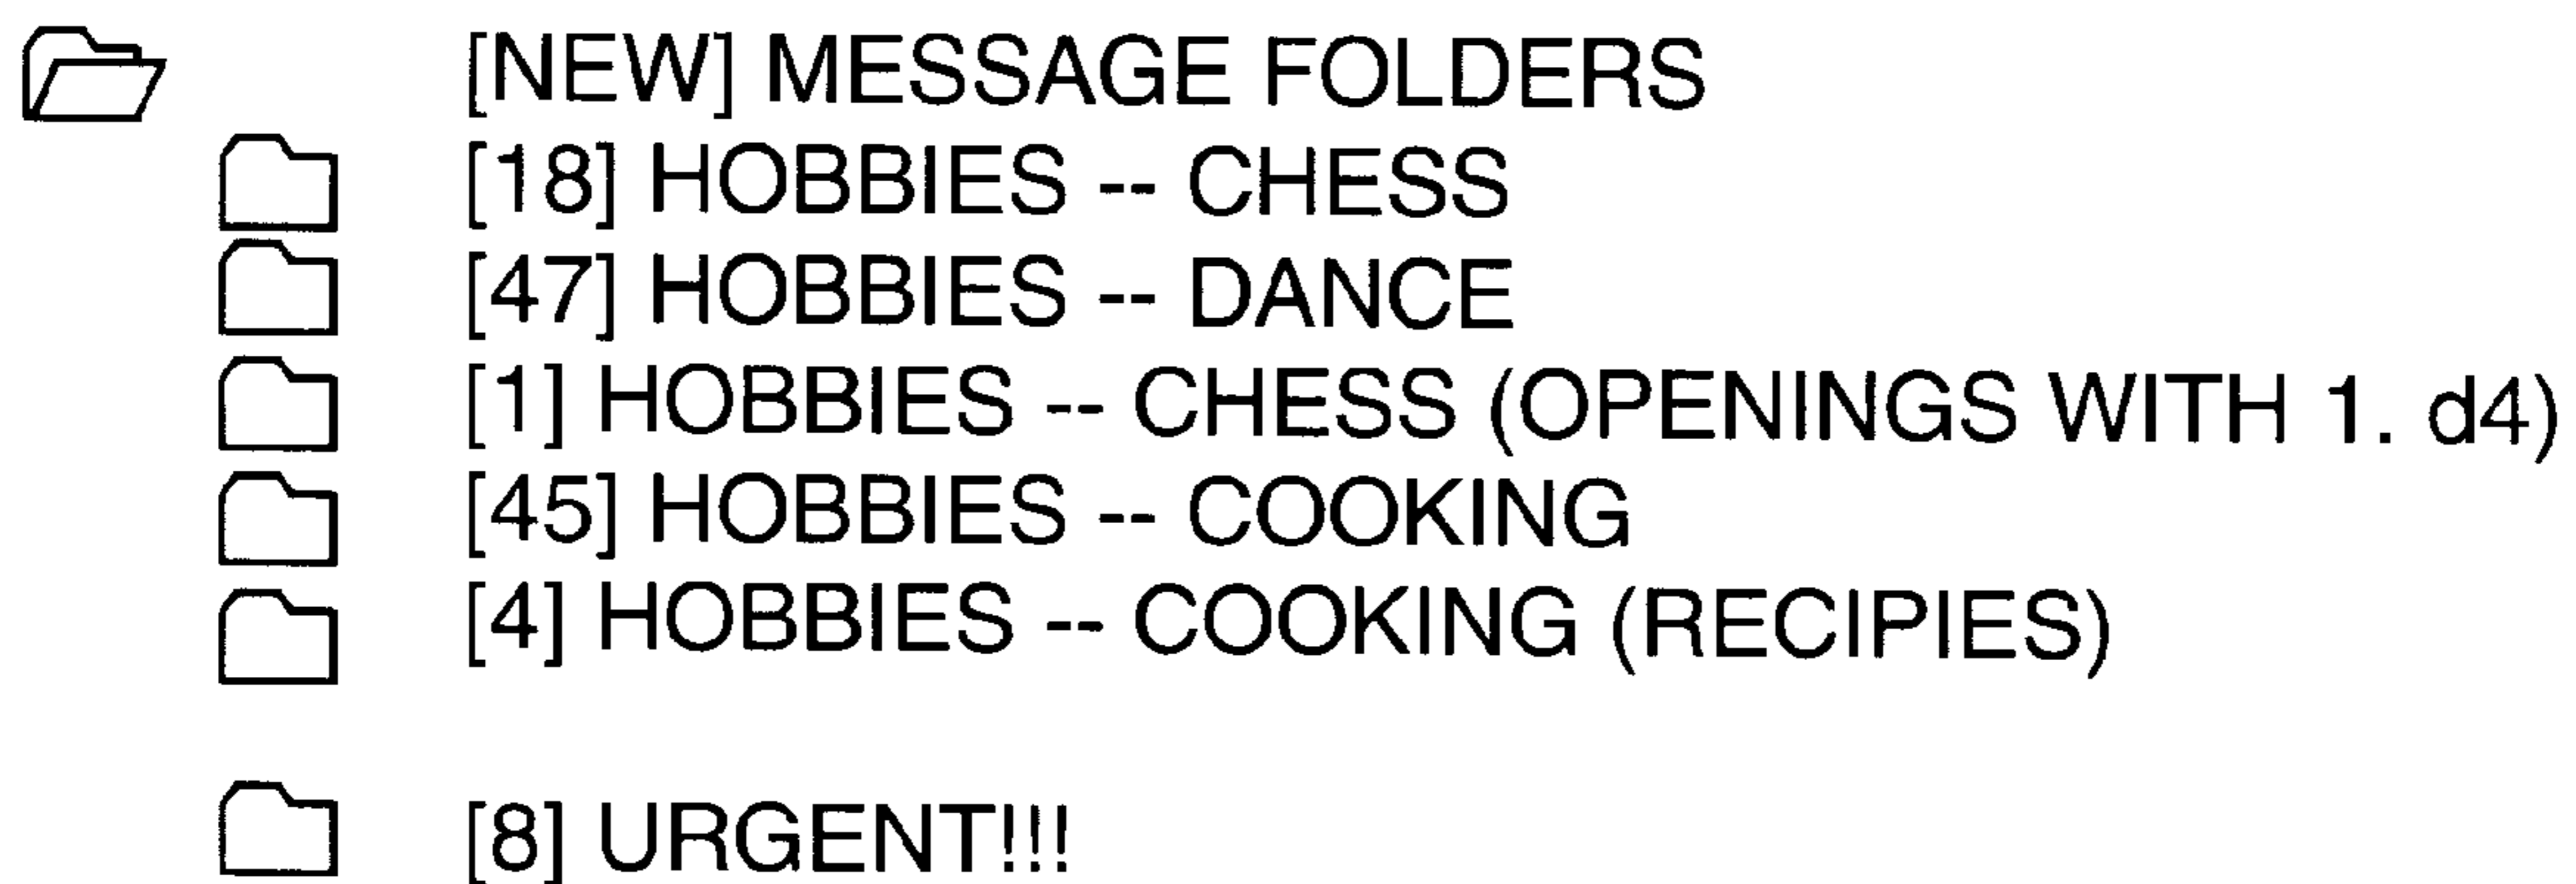 [NEW] MESSAGE FOLDERS
[18] HOBBIES -- CHESS
[47] HOBBIES -- DANCE
[1] HOBBIES -- CHESS (OPENINGS WITH 1. d4)
[45] HOBBIES -- COOKING
[4] HOBBIES -- COOKING (RECIPIES)
[8] URGENT!!!